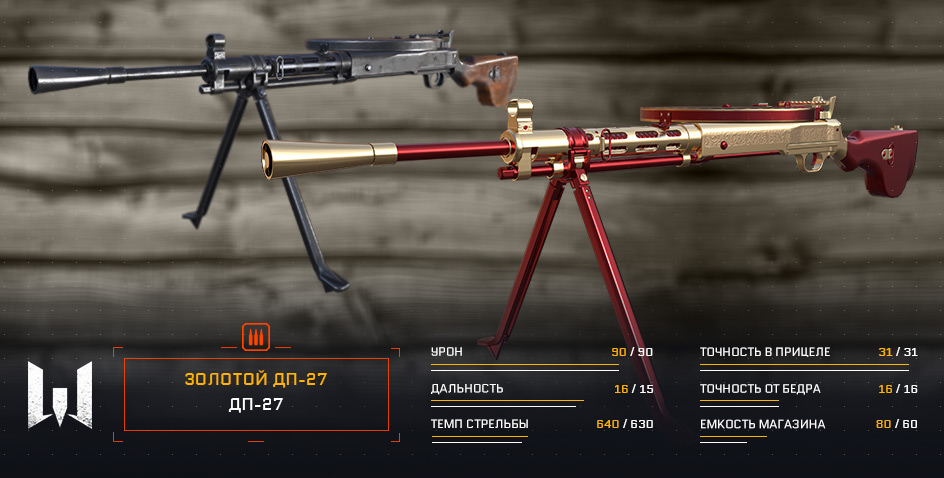 ЗОЛОТОЙ ДП-27
ДП-27
УРОН 90 / 90
ДАЛЬНОСТЬ 16 / 15
ТЕМП СТРЕЛЬБЫ 640 / 630
ТОЧНОСТЬ В ПРИЦЕЛЕ 31 / 31
ТОЧНОСТЬ ОТ БЕДРА 16 / 16
ЕМКОСТЬ МАГАЗИНА 80 / 60